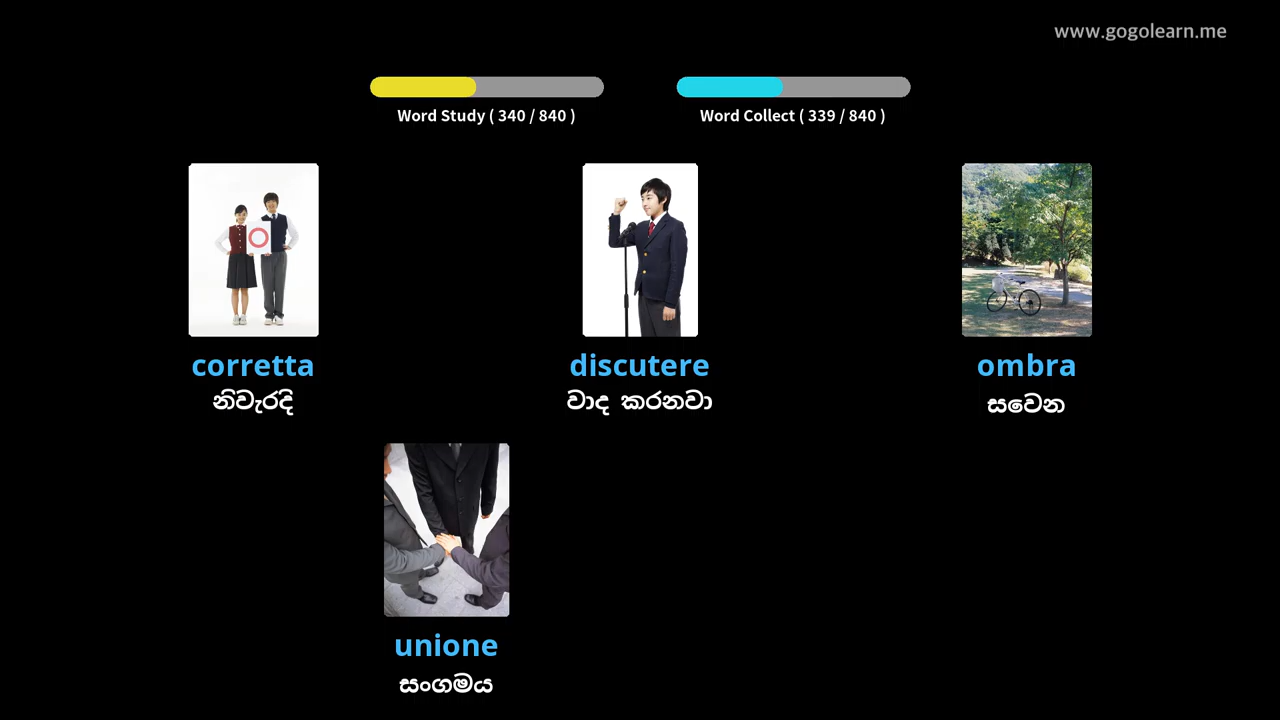 www.gogolearn.me
Word Study ( 340 / 840 )
Word Collect ( 339 / 840 )
corretta
නිවැරදි
discutere
වාද කරනවා
ombra
සවෙන
unione
සංගමය